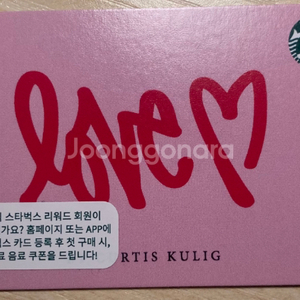 love
Joonggonara
스타벅스 리워드 회원이
가요? 홈페이지 또는 APP에
스 카드 등록 후 첫 구매 시,
료 음료 쿠폰을 드립니다!
RTIS KULIG